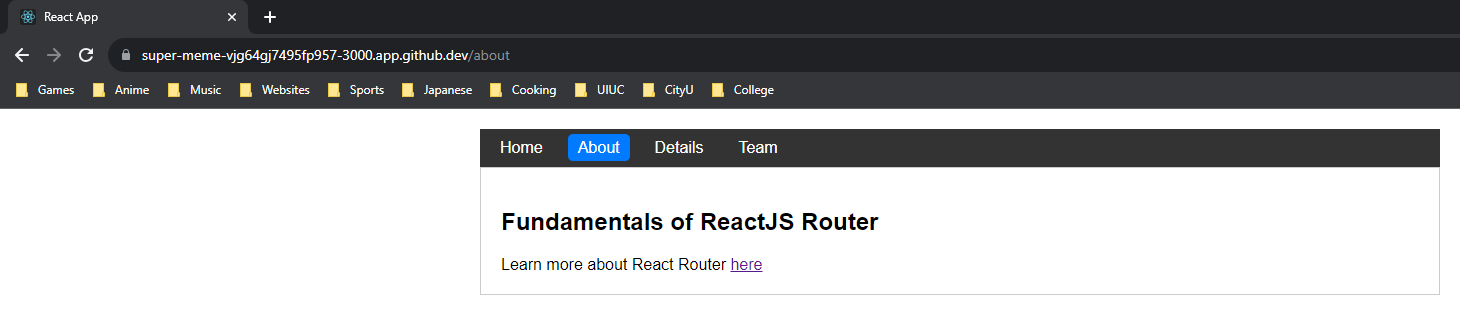 React App
super-meme-vjg64gj7495fp957-3000.app.github.dev/about
Games Anime Music Websites Sports Japanese Cooking UIUC CityU College
Home About Details Team
Fundamentals of ReactJS Router
Learn more about React Router here